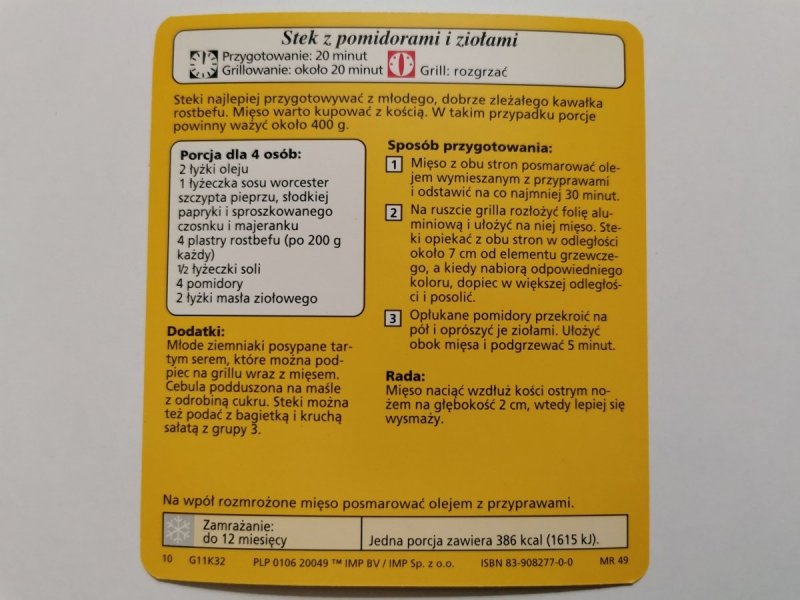 Stek z pomidorami i ziołami
Przygotowanie: 20 minut
Grillowanie: około 20 minut
Grill: rozgrzać
Steki najlepiej przygotowywać z młodego, dobrze zleżałego kawałka
rostbefu. Mięso warto kupować z kością. W takim przypadku porcje
powinny ważyć około 400 g.
Porcja dla 4 osób:
2 łyżki oleju
1 łyżeczka sosu worcester
szczypta pieprzu, słodkiej
papryki i sproszkowanego
czosnku i majeranku
4 plastry rostbefu (po 200 g
każdy)
½ łyżeczki soli
4 pomidory
2 łyżki masła ziołowego
Dodatki:
Młode ziemniaki posypane tar-
tym serem, które można pod-
piec na grillu wraz z mięsem.
Cebula podduszona na maśle
z odrobiną cukru. Steki można
też podać z bagietką i kruchą
sałatą z grupy 3.
Sposób przygotowania:
1 Mięso z obu stron posmarować ole-
jem wymieszanym z przyprawami
i odstawić na co najmniej 30 minut.
2 Na ruszcie grilla rozłożyć folię alu-
miniową i ułożyć na niej mięso. Ste-
ki opiekać z obu stron w odległości
około 7 cm od elementu grzewcze-
go, a kiedy nabiorą odpowiedniego
koloru, dopiec w większej odległoś-
ci i posolić.
3 Opłukane pomidory przekroić na
pół i oprószyć je ziołami. Ułożyć
obok mięsa i podgrzewać 5 minut.
Rada:
Mięso naciąć wzdłuż kości ostrym no-
żem na głębokość 2 cm, wtedy lepiej się
wysmaży.
Na wpół rozmrożone mięso posmarować olejem z przyprawami.
Zamrażanie:
do 12 miesięcy
Jedna porcja zawiera 386 kcal (1615 kJ).
10 G11K32 PLP 0106 20049 ™ IMP BV / IMP Sp. z o.o. ISBN 83-908277-0-0 MR 49